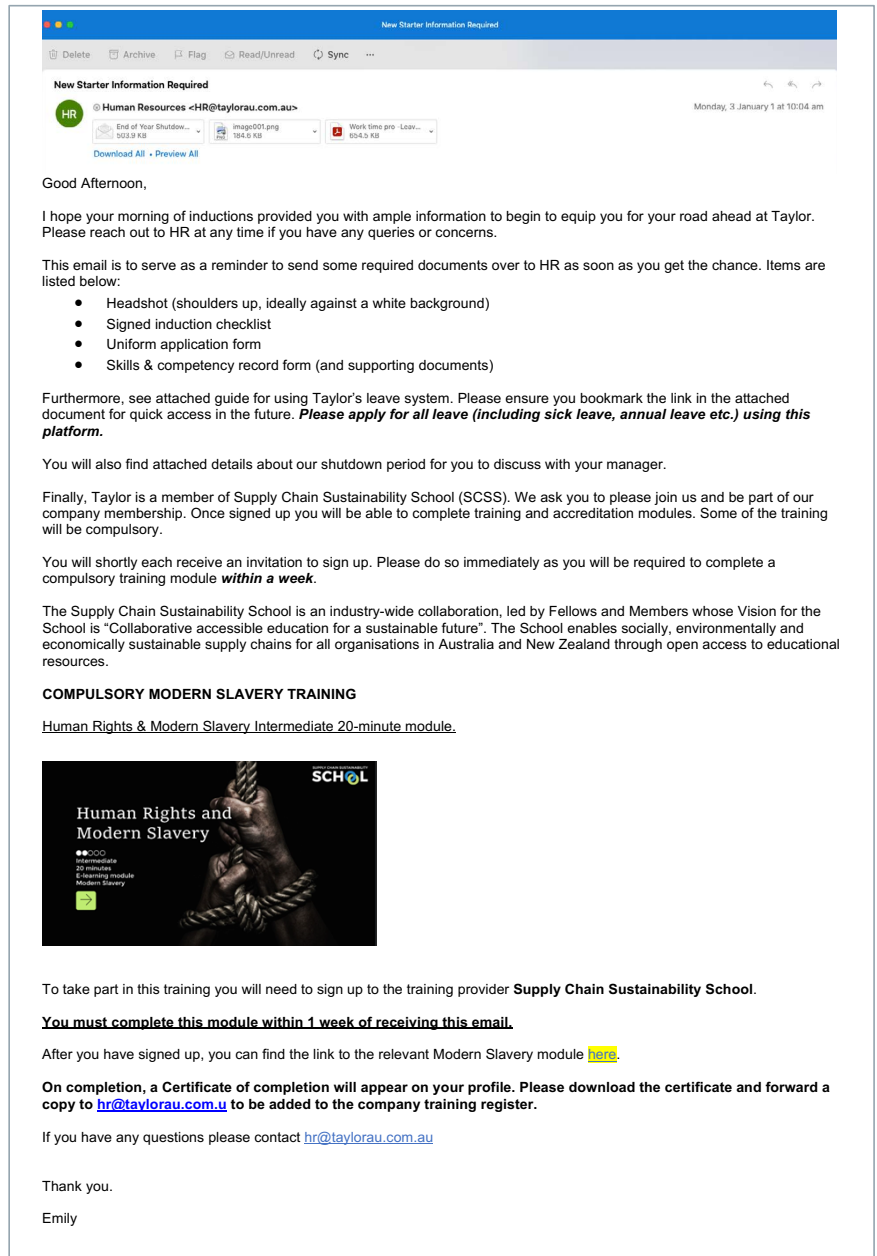 New Starter Information Required
Delete Archive Flag Read/Unread Sync ...
New Starter Information Required
HR
Human Resources <HR@taylorau.com.au>
Monday, 3 January 1 at 10:04 am
End of Year Shutdow...
503.9 KB
image001.png
184.6 KB
Work time pro -Leav...
654.5 KB
Download All • Preview All
Good Afternoon,
I hope your morning of inductions provided you with ample information to begin to equip you for your road ahead at Taylor.
Please reach out to HR at any time if you have any queries or concerns.
This email is to serve as a reminder to send some required documents over to HR as soon as you get the chance. Items are
listed below:
● Headshot (shoulders up, ideally against a white background)
● Signed induction checklist
● Uniform application form
● Skills & competency record form (and supporting documents)
Furthermore, see attached guide for using Taylor's leave system. Please ensure you bookmark the link in the attached
document for quick access in the future. Please apply for all leave (including sick leave, annual leave etc.) using this
platform.
You will also find attached details about our shutdown period for you to discuss with your manager.
Finally, Taylor is a member of Supply Chain Sustainability School (SCSS). We ask you to please join us and be part of our
company membership. Once signed up you will be able to complete training and accreditation modules. Some of the training
will be compulsory.
You will shortly each receive an invitation to sign up. Please do so immediately as you will be required to complete a
compulsory training module within a week.
The Supply Chain Sustainability School is an industry-wide collaboration, led by Fellows and Members whose Vision for the
School is “Collaborative accessible education for a sustainable future”. The School enables socially, environmentally and
economically sustainable supply chains for all organisations in Australia and New Zealand through open access to educational
resources.
COMPULSORY MODERN SLAVERY TRAINING
Human Rights & Modern Slavery Intermediate 20-minute module.
SUPPLY CHAIN SUSTAINABILITY
SCHOOL
Human Rights and
Modern Slavery
Intermediate
20 minutes
E-learning module
Modern Slavery
To take part in this training you will need to sign up to the training provider Supply Chain Sustainability School.
You must complete this module within 1 week of receiving this email.
After you have signed up, you can find the link to the relevant Modern Slavery module here.
On completion, a Certificate of completion will appear on your profile. Please download the certificate and forward a
copy to hr@taylorau.com.u to be added to the company training register.
If you have any questions please contact hr@taylorau.com.au
Thank you.
Emily